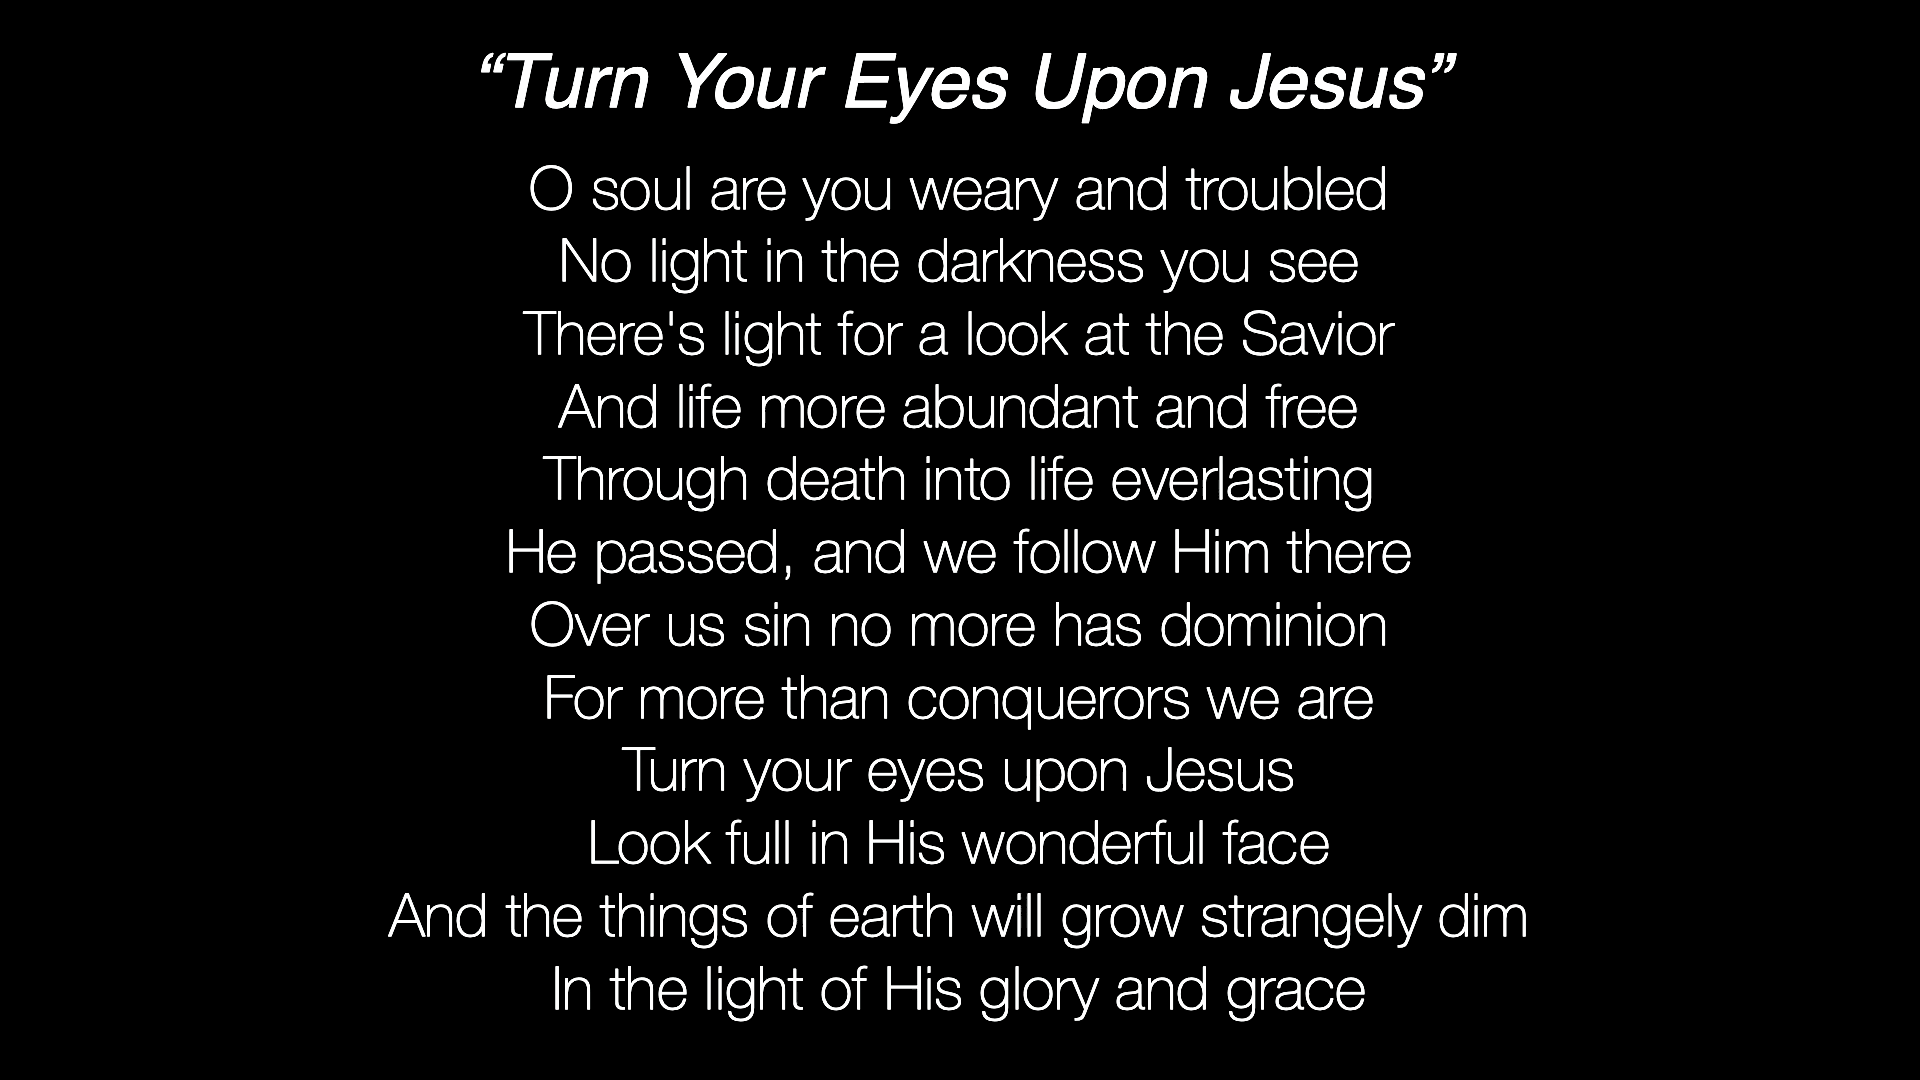 “Turn Your Eyes Upon Jesus”
O soul are you weary and troubled
No light in the darkness you see
There's light for a look at the Savior
And life more abundant and free
Through death into life everlasting
He passed, and we follow Him there
Over us sin no more has dominion
For more than conquerors we are
Turn your eyes upon Jesus
Look full in His wonderful face
And the things of earth will grow strangely dim
In the light of His glory and grace